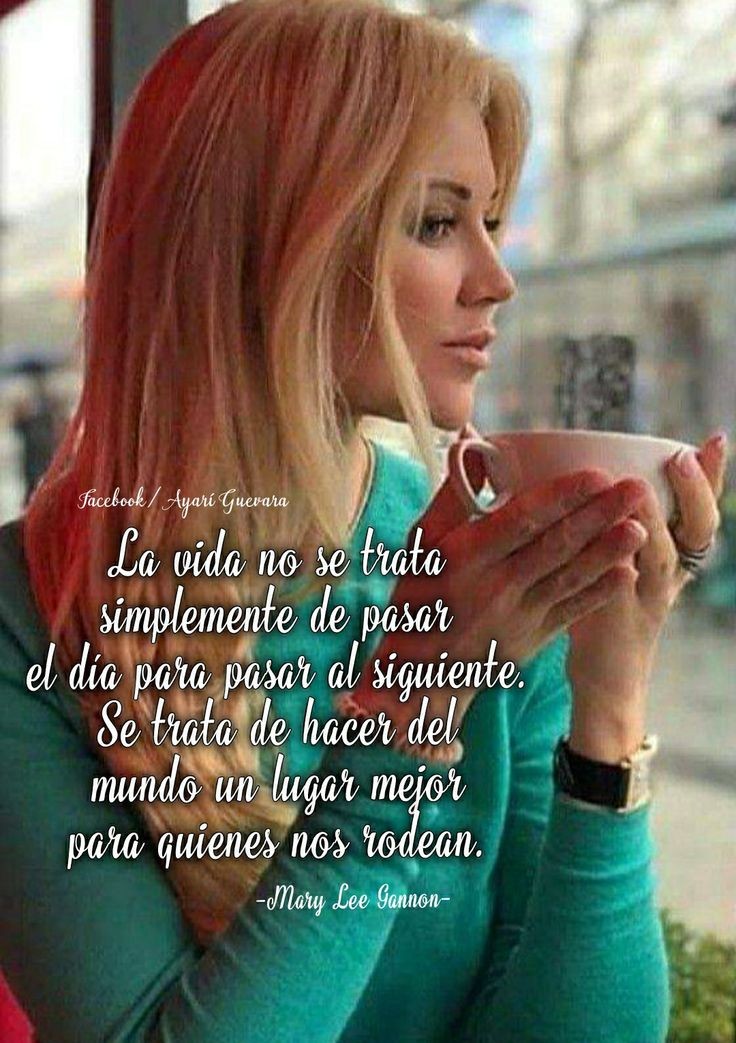 Facebook/ Ayarí Guevara
La vida no se trata
simplemente de pasar
el día para pasar al siguiente.
Se trata de hacer del
mundo un lugar mejor
para quienes nos rodean.
-Mary Lee Gannon-